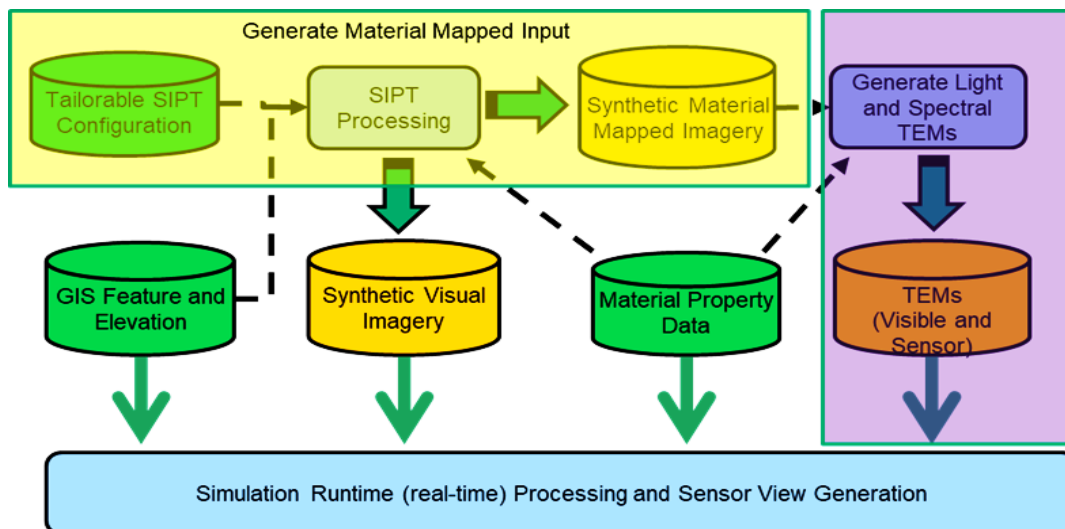 Generate Material Mapped Input
Tailorable SIPT
Configuration
SIPT
Processing
Synthetic Material
Mapped Imagery
Generate Light
and Spectral
TEMs
GIS Feature and
Elevation
Synthetic Visual
Imagery
Material Property
Data
TEMs
(Visible and
Sensor)
Simulation Runtime (real-time) Processing and Sensor View Generation